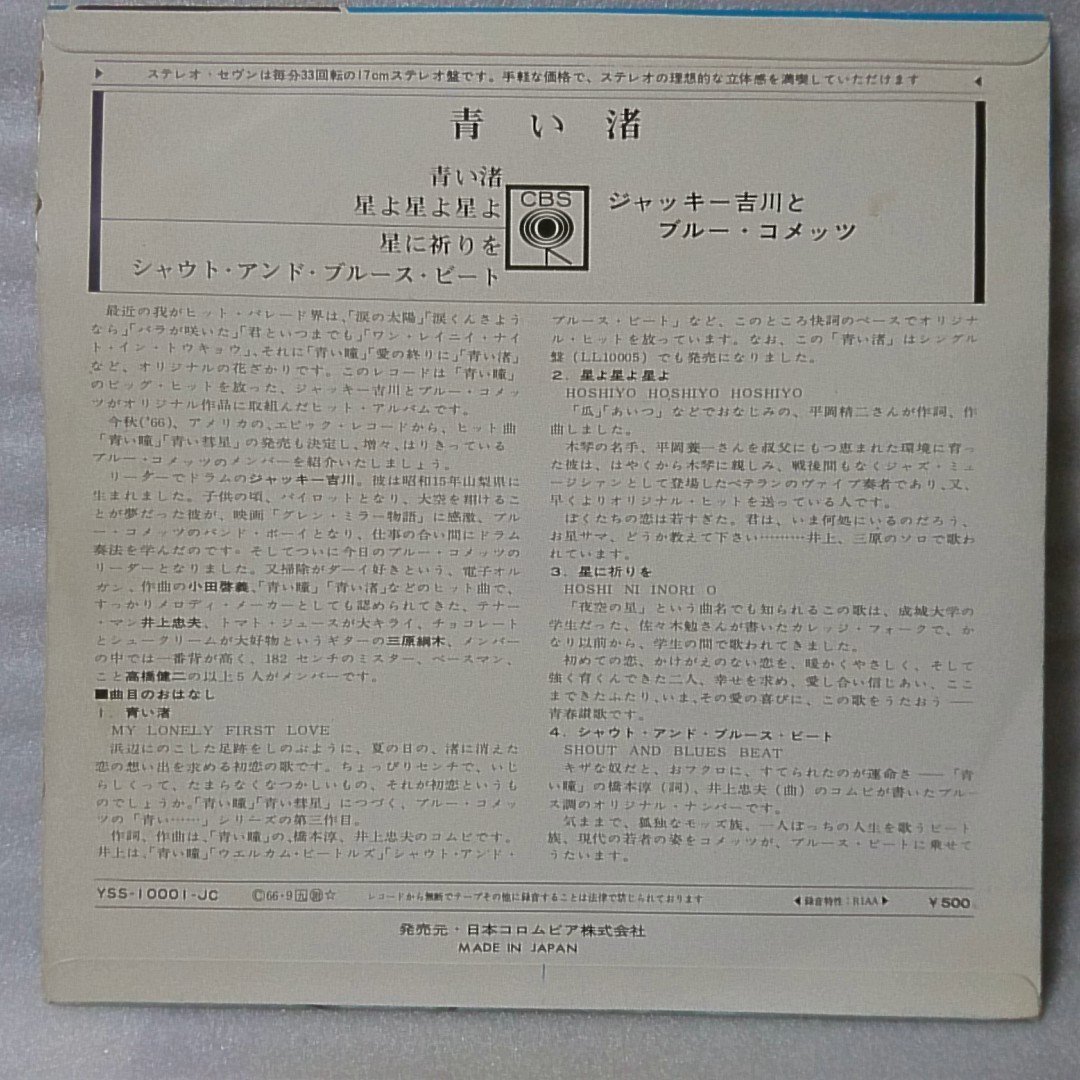 ステレオ・セヴンは毎分33回転の17cmステレオ盤です。手軽な価格で、ステレオの理想的な立体感を満喫していただけます
青い渚
青い渚
星よ星よ星よ
星に祈りを
シャウト・アンド・ブルース・ビート
CBS
ジャッキー吉川と
ブルー・コメッツ
最近の我がヒット・パレード界は、「涙の太陽」「涙くんさよう
なら」「バラが咲いた」「君といつまでも」「ワン・レイニイ・ナイ
ト・イン・トウキョウ」、それに「青い瞳」「愛の終りに」「青い渚」
など、オリジナルの花ざかりです。このレコードは「青い瞳」
のビッグ・ヒットを放った、ジャッキー吉川とブルー・コメッ
ツがオリジナル作品に取組んだヒット・アルバムです。
今秋('66)、アメリカの、エピック・レコードから、ヒット曲
「青い瞳」「青い彗星」の発売も決定し、増々、はりきっている
ブルー・コメッツのメンバーを紹介いたしましょう。
リーダーでドラムのジャッキー吉川。彼は昭和15年山梨県に
生まれました。子供の頃、パイロットとなり、大空を翔けるこ
とが夢だった彼が、映画「グレン・ミラー物語」に感激、ブル
ー・コメッツのバンド・ボーイとなり、仕事の合い間にドラム
奏法を学んだのです。そしてついに今日のブルー・コメッツの
リーダーとなりました。又掃除がダーイ好きという、電子オル
ガン、作曲の小田啓義、「青い瞳」「青い渚」などのヒット曲で、
すっかりメロディ・メーカーとしても認められてきた、テナー
・マン井上忠夫、トマト・ジュースが大キライ、チョコレート
とシュークリームが大好物というギターの三原綱木、メンバー
の中では一番背が高く、182 センチのミスター、ベースマン、
こと高橋健二の以上5人がメンバーです。
■曲目のおはなし
1. 青い渚
MY LONELY FIRST LOVE
浜辺にのこした足跡をしのぶように、夏の日の、渚に消えた
恋の想い出を求める初恋の歌です。ちょっぴりセンチで、いじ
らしくって、たまらなくなつかしいもの、それが初恋というも
のでしょうか。「青い瞳」「青い彗星」につづく、ブルー・コメッ
ツの「青い……」シリーズの第三作目。
作詞、作曲は、「青い瞳」の、橋本淳、井上忠夫のコムビです。
井上は、「青い瞳」「ウエルカム・ビートルズ」「シャウト・アンド・
ブルース・ビート」など、このところ快調のペースでオリジナ
ル・ヒットを放っています。なお、この「青い渚」はシングル
盤（LL10005）でも発売になりました。
2. 星よ星よ星よ
HOSHIYO HOSHIYO HOSHIYO
「爪」「あいつ」などでおなじみの、平岡精二さんが作詞、作
曲しました。
木琴の名手、平岡養一さんを叔父にもつ恵まれた環境に育っ
た彼は、はやくから木琴に親しみ、戦後間もなくジャズ・ミュ
ージシァンとして登場したベテランのヴァイブ奏者であり、又、
早くよりオリジナル・ヒットを送っている人です。
ぼくたちの恋は若すぎた。君は、いま何処にいるのだろう、
お星サマ、どうか教えて下さい………井上、三原のソロで歌わ
れています。
3. 星に祈りを
HOSHI NI INORI O
「夜空の星」という曲名でも知られるこの歌は、成城大学の
学生だった、佐々木勉さんが書いたカレッジ・フォークで、か
なり以前から、学生の間で歌われてきました。
初めての恋、かけがえのない恋を、暖かくやさしく、そして
強く育くんできた二人、幸せを求め、愛し合い信じあい、ここ
まできたふたり、いま、その愛の喜びに、この歌をうたおう――
青春讃歌です。
4. シャウト・アンド・ブルース・ビート
SHOUT AND BLUES BEAT
キザな奴だと、おフクロに、すてられたのが運命さ――「青
い瞳」の橋本淳（詞）、井上忠夫（曲）のコムビが書いたブルー
ス調のオリジナル・ナンバーです。
気ままで、孤独なモッズ族、一人ぼっちの人生を歌うビート
族、現代の若者の姿をコメッツが、ブルース・ビートに乗せて
うたいます。
YSS-10001-JC Ⓒ66・9 ☆ レコードから無断でテープその他に録音することは法律で禁じられております ◀録音特性：RIAA▶ ¥500
発売元・日本コロムビア株式会社
MADE IN JAPAN